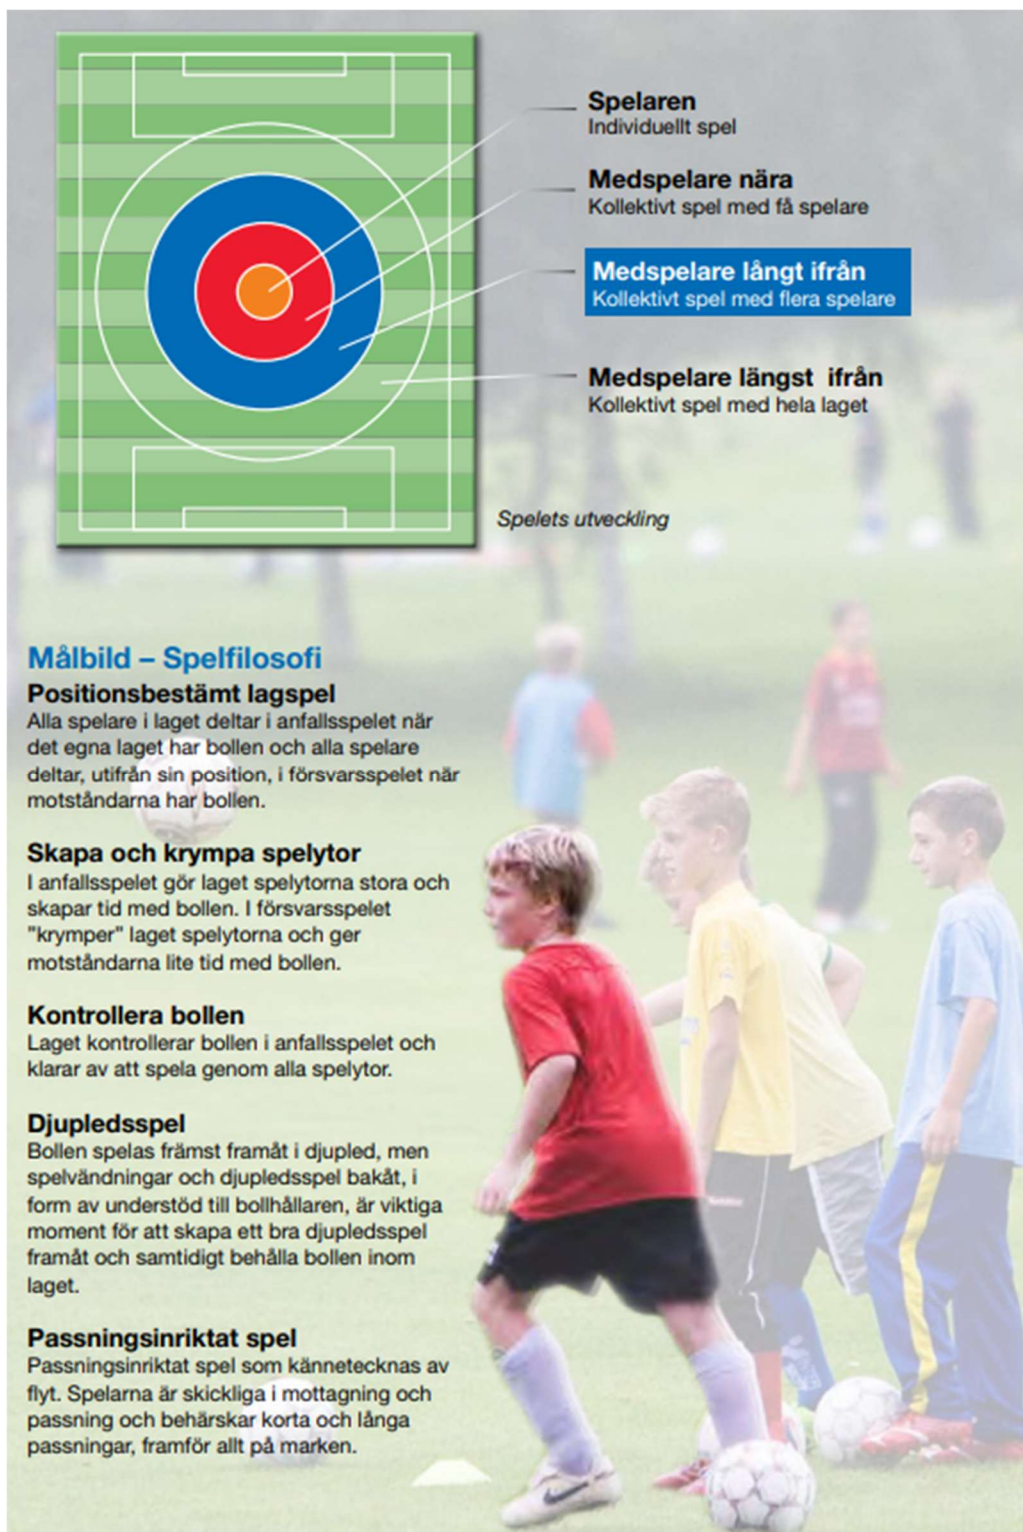 Spelaren
Individuellt spel
Medspelare nära
Kollektivt spel med få spelare
Medspelare långt ifrån
Kollektivt spel med flera spelare
Medspelare längst ifrån
Kollektivt spel med hela laget
Spelets utveckling
Målbild – Spelfilosofi
Positionsbestämt lagspel
Alla spelare i laget deltar i anfallsspelet när
det egna laget har bollen och alla spelare
deltar, utifrån sin position, i försvarsspelet när
motståndarna har bollen.
Skapa och krympa spelytor
I anfallsspelet gör laget spelytorna stora och
skapar tid med bollen. I försvarsspelet
"krymper" laget spelytorna och ger
motståndarna lite tid med bollen.
Kontrollera bollen
Laget kontrollerar bollen i anfallsspelet och
klarar av att spela genom alla spelytor.
Djupledsspel
Bollen spelas främst framåt i djupled, men
spelvändningar och djupledsspel bakåt, i
form av understöd till bollhållaren, är viktiga
moment för att skapa ett bra djupledsspel
framåt och samtidigt behålla bollen inom
laget.
Passningsinriktat spel
Passningsinriktat spel som kännetecknas av
flyt. Spelarna är skickliga i mottagning och
passning och behärskar korta och långa
passningar, framför allt på marken.